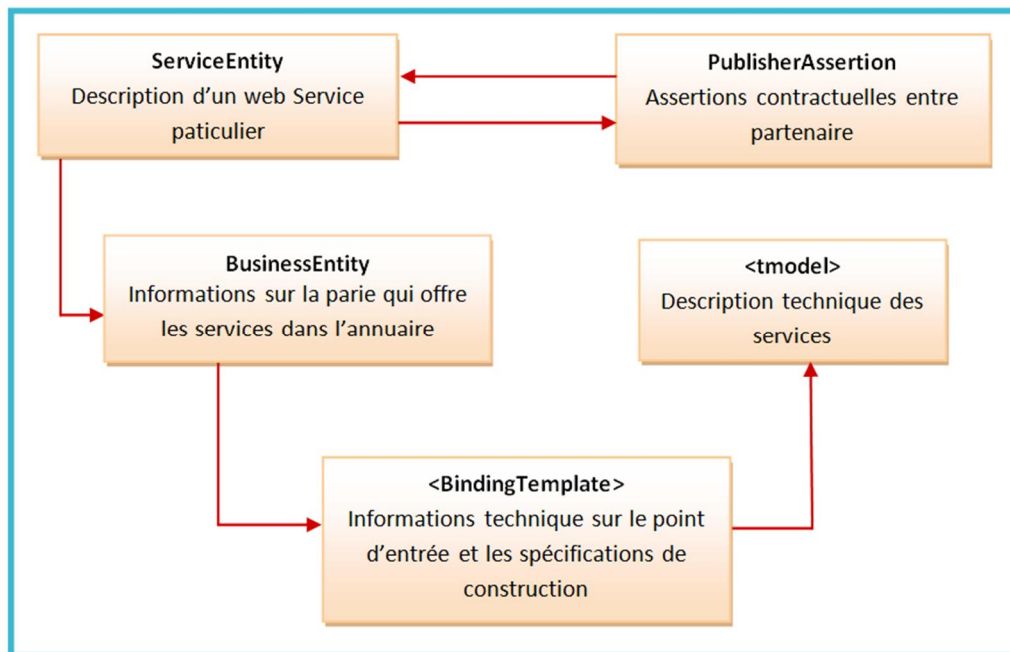 ServiceEntity
Description d'un web Service
paticulier
PublisherAssertion
Assertions contractuelles entre
partenaire
BusinessEntity
Informations sur la parie qui offre
les services dans l'annuaire
<tmodel>
Description technique des
services
<BindingTemplate>
Informations technique sur le point
d'entrée et les spécifications de
construction